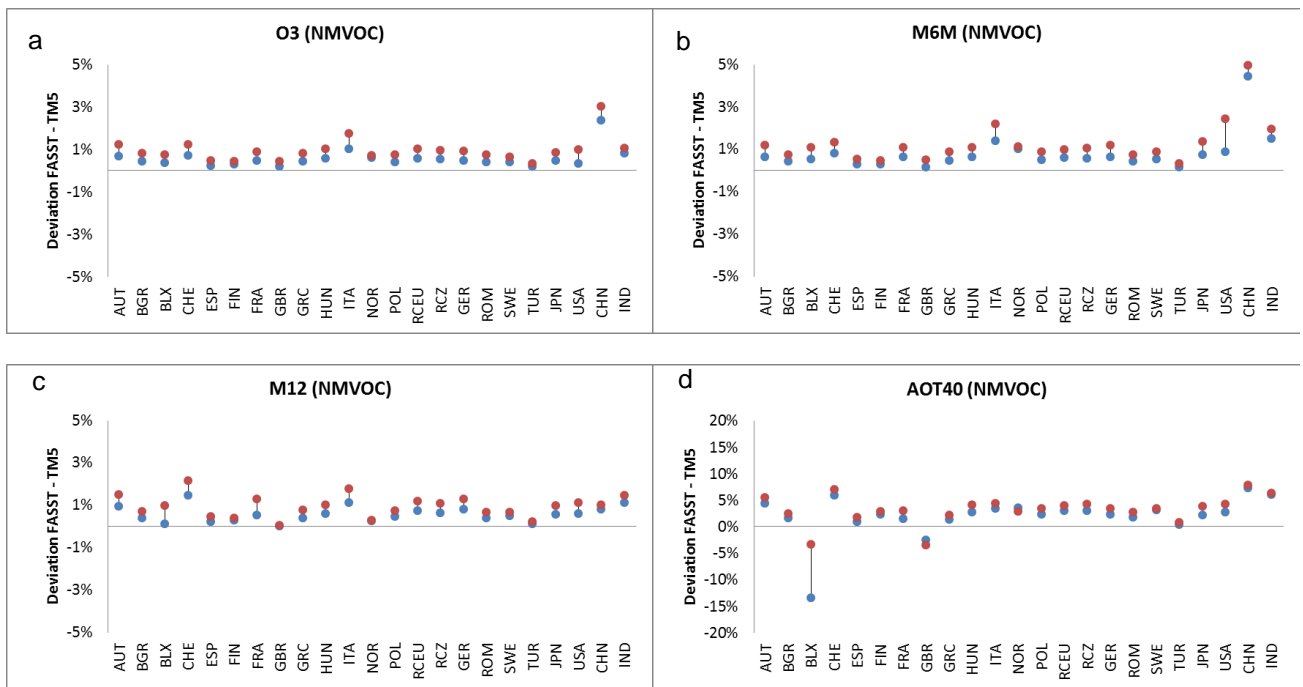 a
O3 (NMVOC)
Deviation FASST - TM5
5%
3%
1%
-1%
-3%
-5%
AUT BGR BLX CHE ESP FIN FRA GBR GRC HUN ITA NOR POL RCEU RCZ GER ROM SWE TUR JPN USA CHN IND
b
M6M (NMVOC)
Deviation FASST - TM5
5%
3%
1%
-1%
-3%
-5%
AUT BGR BLX CHE ESP FIN FRA GBR GRC HUN ITA NOR POL RCEU RCZ GER ROM SWE TUR JPN USA CHN IND
c
M12 (NMVOC)
Deviation FASST - TM5
5%
3%
1%
-1%
-3%
-5%
AUT BGR BLX CHE ESP FIN FRA GBR GRC HUN ITA NOR POL RCEU RCZ GER ROM SWE TUR JPN USA CHN IND
d
AOT40 (NMVOC)
Deviation FASST - TM5
20%
15%
10%
5%
0%
-5%
-10%
-15%
-20%
AUT BGR BLX CHE ESP FIN FRA GBR GRC HUN ITA NOR POL RCEU RCZ GER ROM SWE TUR JPN USA CHN IND